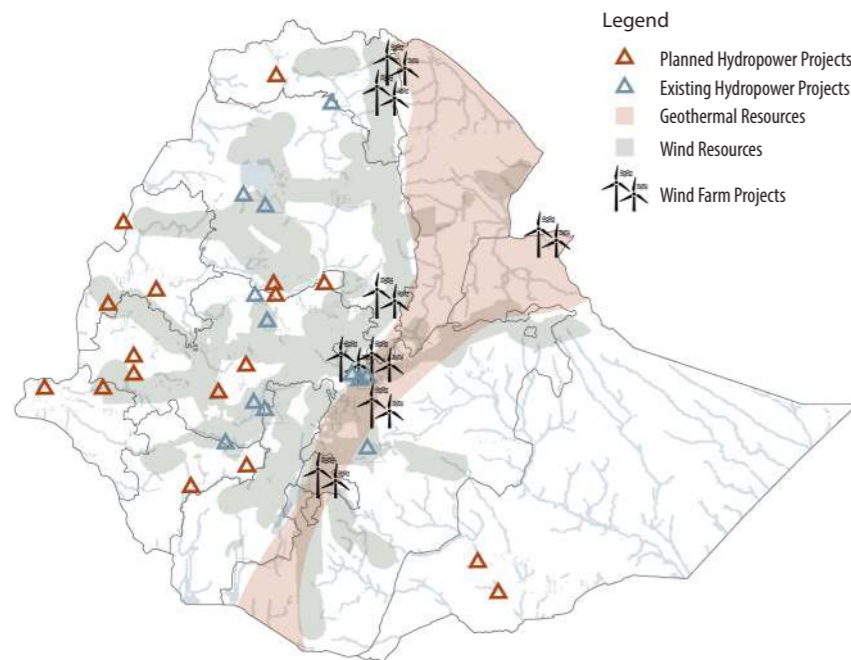 Legend
Planned Hydropower Projects
Existing Hydropower Projects
Geothermal Resources
Wind Resources
Wind Farm Projects